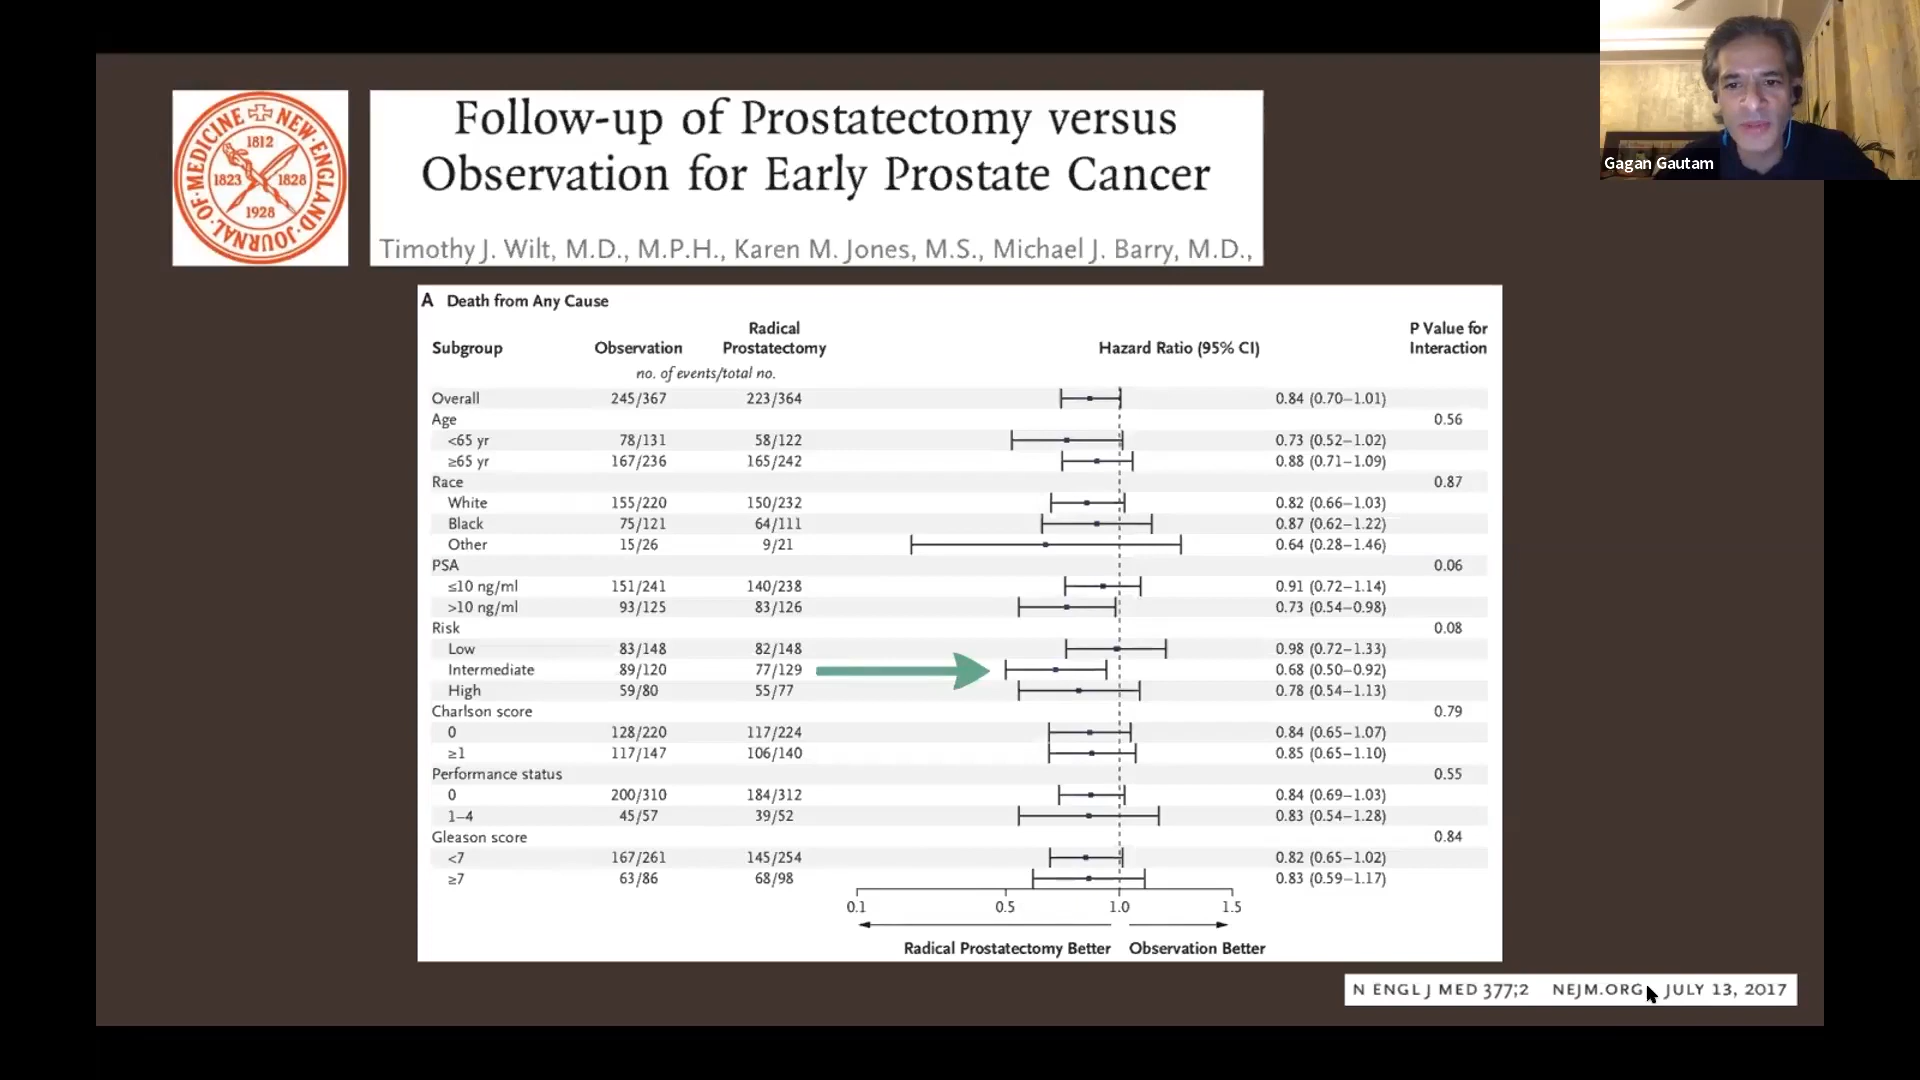 Gagan Gautam
NEW ENGLAND JOURNAL OF MEDICINE
1812
1823 1828
1928
Follow-up of Prostatectomy versus
Observation for Early Prostate Cancer
Timothy J. Wilt, M.D., M.P.H., Karen M. Jones, M.S., Michael J. Barry, M.D.,
A Death from Any Cause
Subgroup Observation Radical Prostatectomy Hazard Ratio (95% CI) P Value for Interaction
no. of events/total no.
Overall 245/367 223/364 0.84 (0.70–1.01)
Age 0.56
<65 yr 78/131 58/122 0.73 (0.52–1.02)
≥65 yr 167/236 165/242 0.88 (0.71–1.09)
Race 0.87
White 155/220 150/232 0.82 (0.66–1.03)
Black 75/121 64/111 0.87 (0.62–1.22)
Other 15/26 9/21 0.64 (0.28–1.46)
PSA 0.06
≤10 ng/ml 151/241 140/238 0.91 (0.72–1.14)
>10 ng/ml 93/125 83/126 0.73 (0.54–0.98)
Risk 0.08
Low 83/148 82/148 0.98 (0.72–1.33)
Intermediate 89/120 77/129 0.68 (0.50–0.92)
High 59/80 55/77 0.78 (0.54–1.13)
Charlson score 0.79
0 128/220 117/224 0.84 (0.65–1.07)
≥1 117/147 106/140 0.85 (0.65–1.10)
Performance status 0.55
0 200/310 184/312 0.84 (0.69–1.03)
1–4 45/57 39/52 0.83 (0.54–1.28)
Gleason score 0.84
<7 167/261 145/254 0.82 (0.65–1.02)
≥7 63/86 68/98 0.83 (0.59–1.17)
0.1 0.5 1.0 1.5
Radical Prostatectomy Better Observation Better
N ENGL J MED 377;2 NEJM.ORG JULY 13, 2017